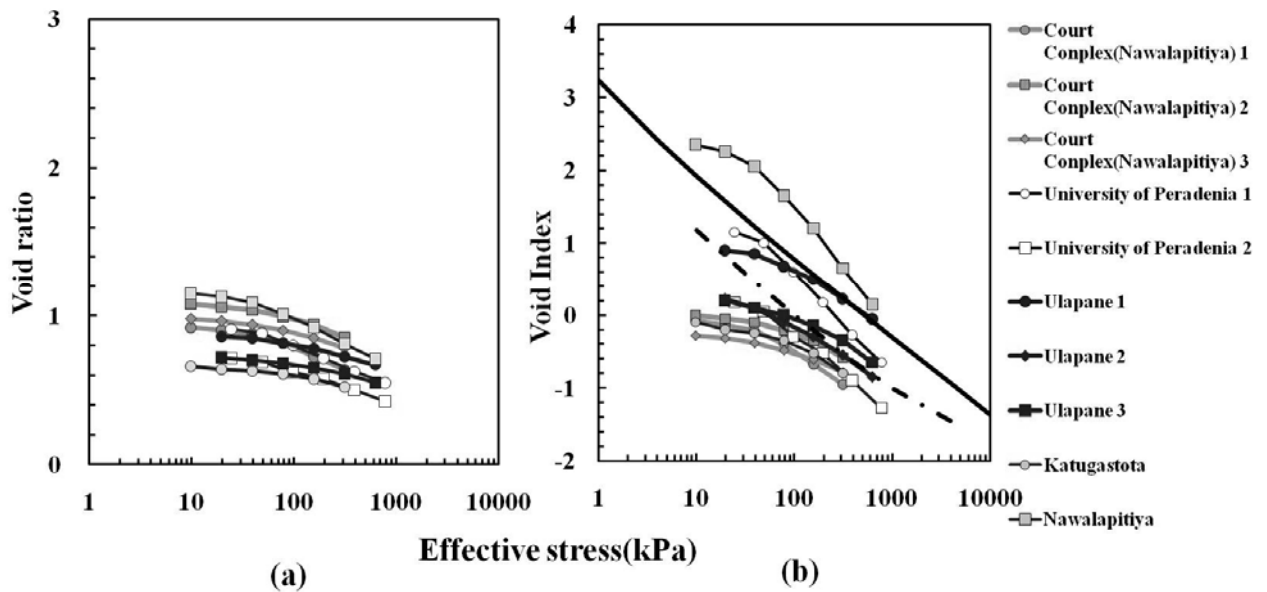 3
2
1
0
Void ratio
1
10
100
1000
10000
(a)
Effective stress(kPa)
4
3
2
1
0
-1
-2
Void Index
1
10
100
1000
10000
(b)
Court
Conplex(Nawalapitiya) 1
Court
Conplex(Nawalapitiya) 2
Court
Conplex(Nawalapitiya) 3
University of Peradenia 1
University of Peradenia 2
Ulapane 1
Ulapane 2
Ulapane 3
Katugastota
Nawalapitiya